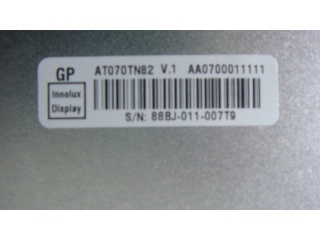 GP AT070TN82 V.1 AA0700011111
Innolux
Display
S/N: 88BJ-011-007T9